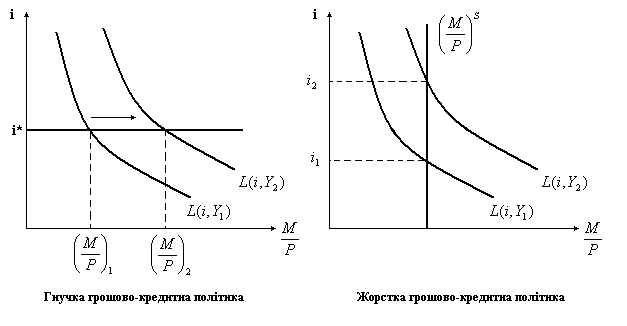 i
i*
L(i,Y₂)
L(i,Y₁)
(M/P)₁
(M/P)₂
M/P
Гнучка грошово-кредитна політика
i
(M/P)ˢ
i₂
i₁
L(i,Y₂)
L(i,Y₁)
M/P
Жорстка грошово-кредитна політика